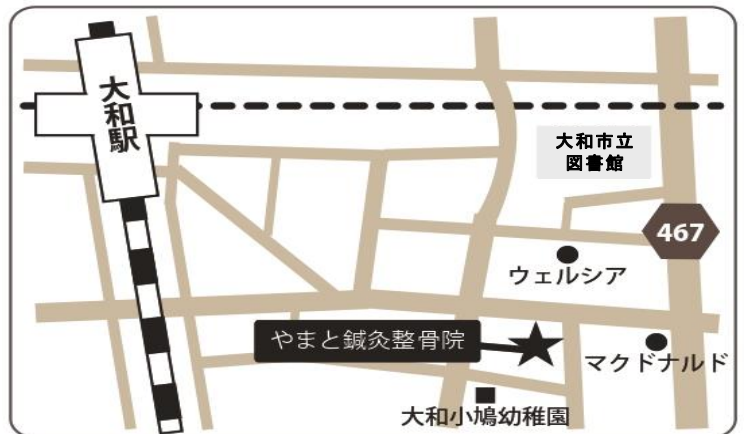 大和駅
大和市立
図書館
467
ウェルシア
やまと鍼灸整骨院
マクドナルド
大和小鳩幼稚園